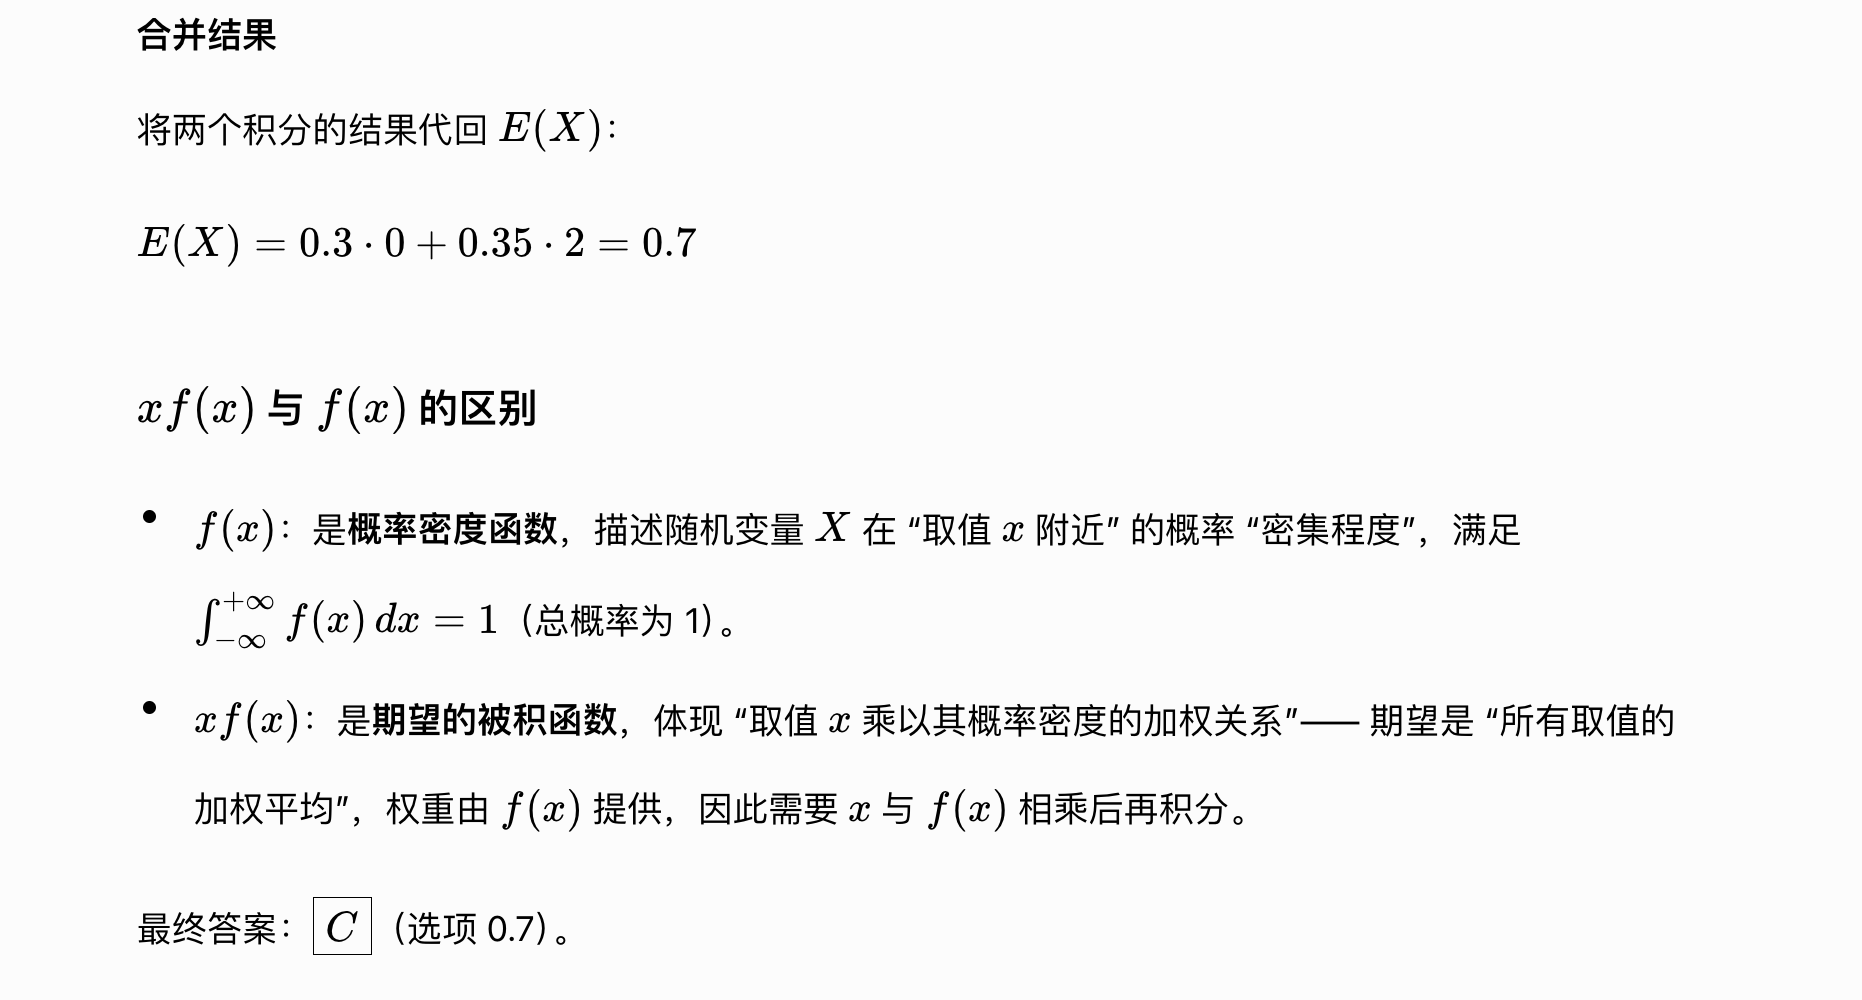 合并结果
将两个积分的结果代回 E(X)：
E(X) = 0.3 · 0 + 0.35 · 2 = 0.7
xf(x) 与 f(x) 的区别
• f(x)：是概率密度函数，描述随机变量 X 在 “取值 x 附近” 的概率 “密集程度”，满足
∫_{-∞}^{+∞} f(x) dx = 1（总概率为 1）。
• xf(x)：是期望的被积函数，体现 “取值 x 乘以其概率密度的加权关系”—— 期望是 “所有取值的
加权平均”，权重由 f(x) 提供，因此需要 x 与 f(x) 相乘后再积分。
最终答案：C（选项 0.7）。